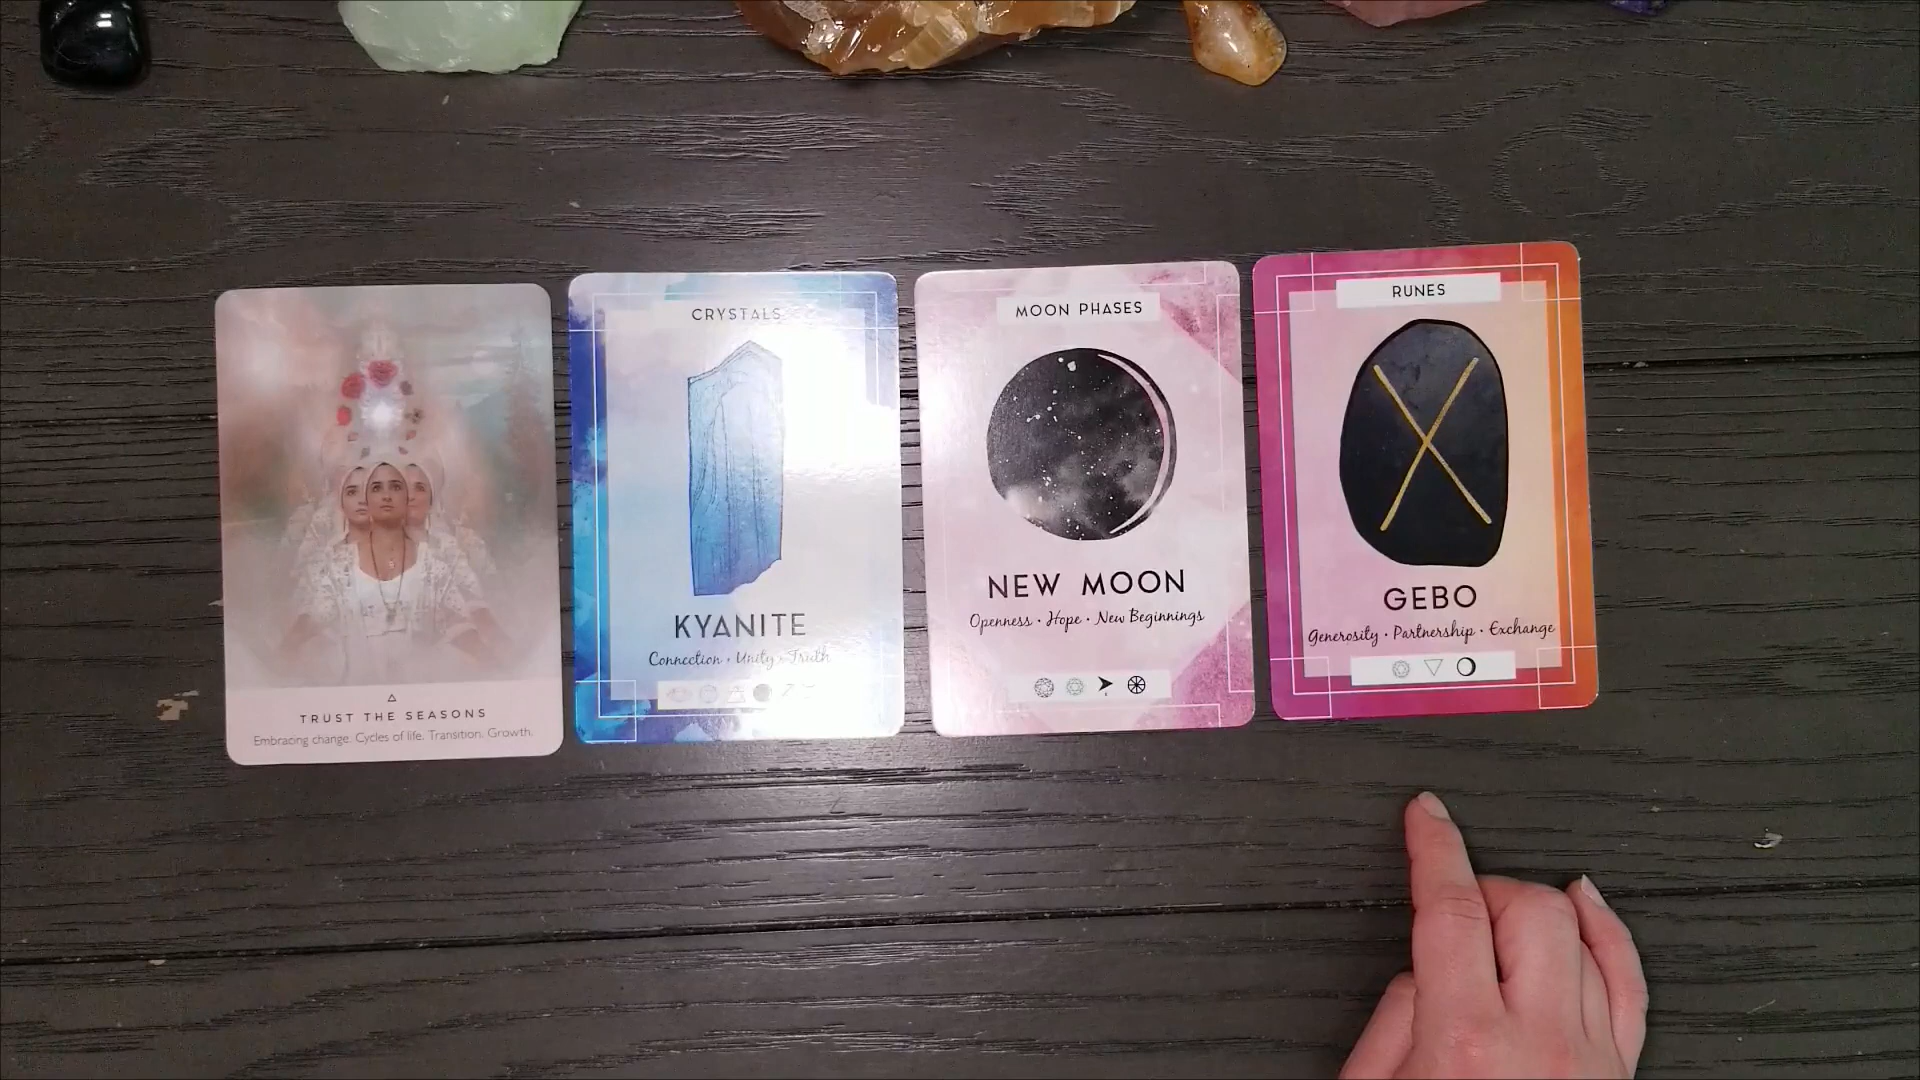 TRUST THE SEASONS
Embracing change. Cycles of life. Transition. Growth.
CRYSTALS
KYANITE
Connection • Unity • Truth
MOON PHASES
NEW MOON
Openness • Hope • New Beginnings
RUNES
GEBO
Generosity • Partnership • Exchange